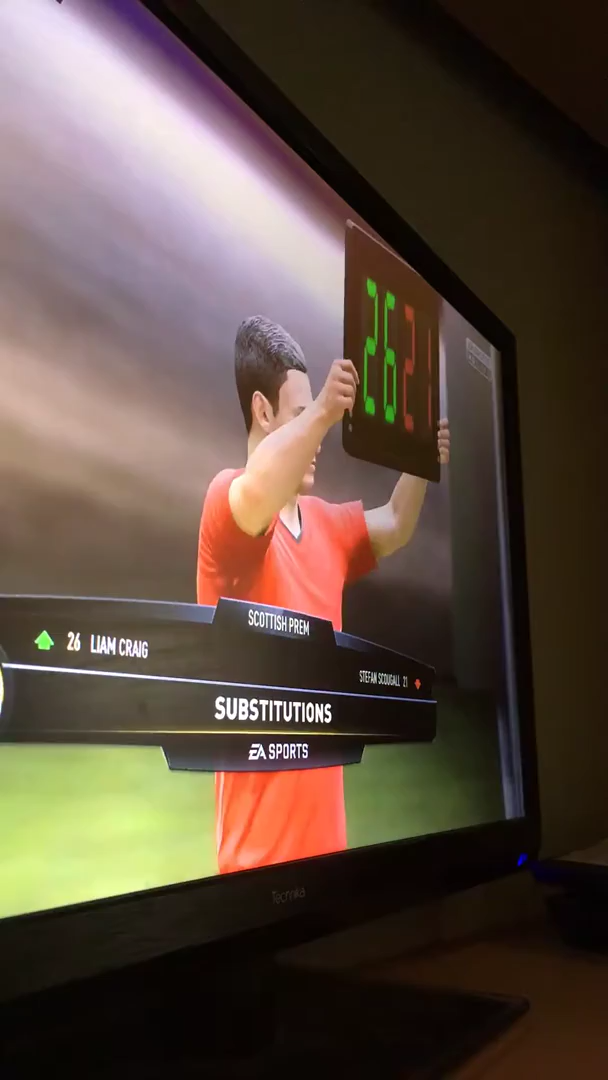 26 21
SCOTTISH PREM
26 LIAM CRAIG
STEFAN SCOUGALL 21
SUBSTITUTIONS
EA SPORTS
Technika